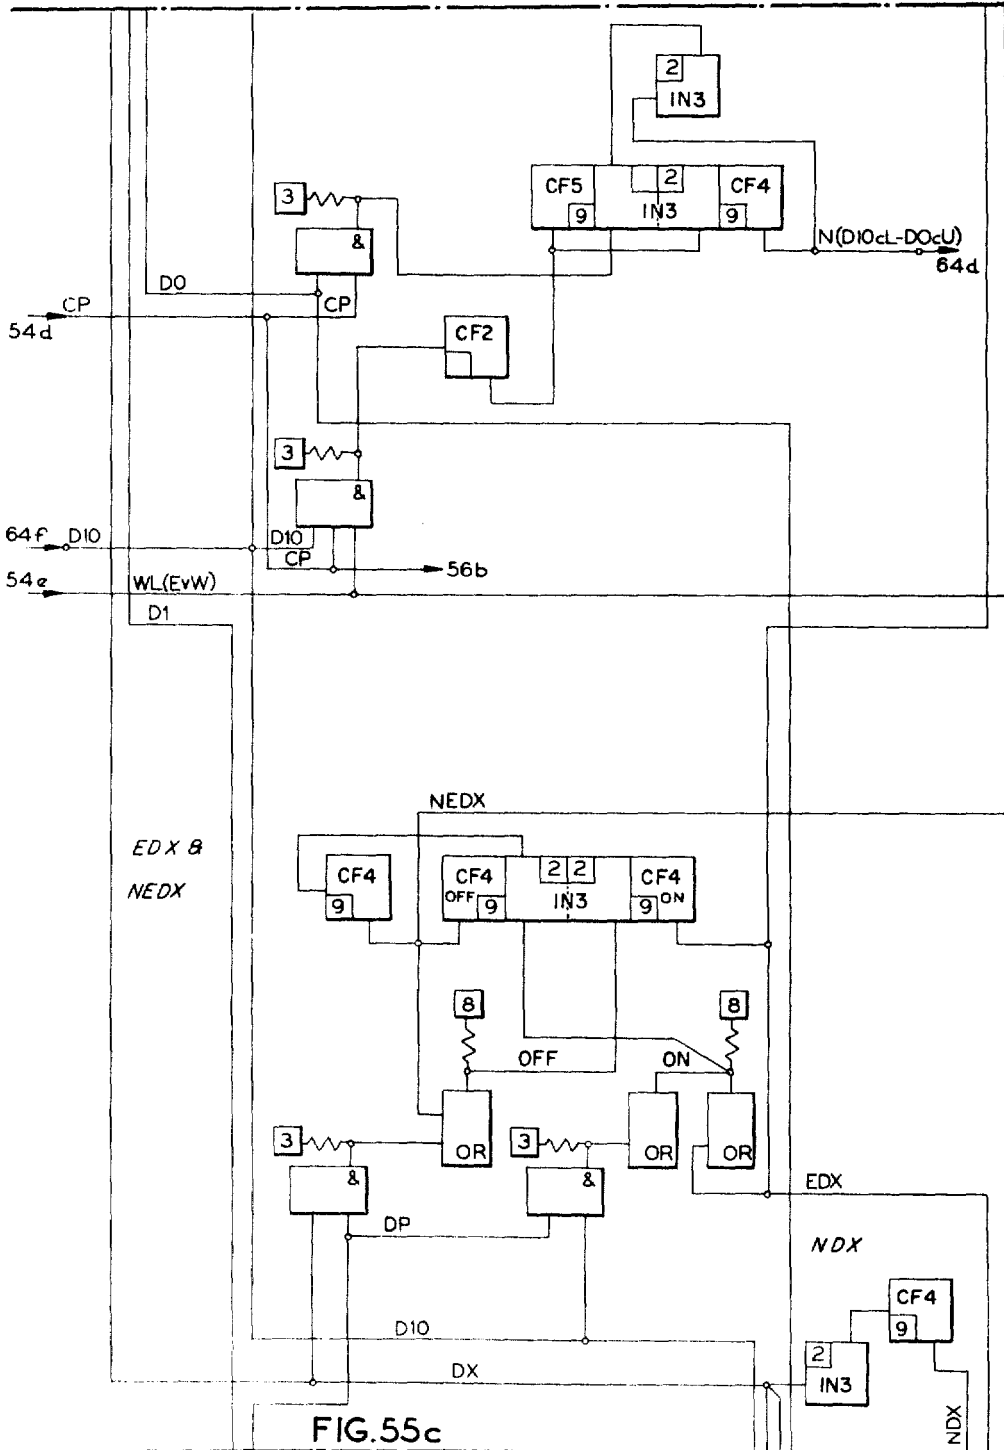 2
IN3
CF5
2
CF4
9
IN3
9
3
&
N(D10cL-D0cU)
64d
D0
CP
CP
54d
CF2
3
&
64f
D10
D10
CP
56b
54e
WL(EvW)
D1
NEDX
EDX &
NEDX
CF4
9
CF4
OFF
9
2
2
IN3
CF4
ON
9
8
8
OFF
ON
3
OR
3
OR
OR
&
&
EDX
DP
NDX
CF4
9
D10
2
IN3
DX
NDX
FIG.55c